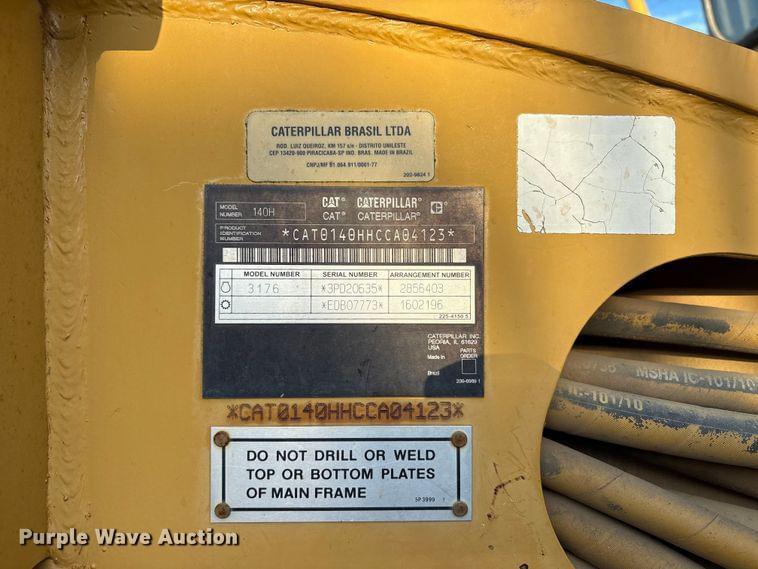 CATERPILLAR BRASIL LTDA
ROD. LUIZ QUEIROZ, KM 157 s/n - DISTRITO UNILESTE
CEP 13420-900 PIRACICABA-SP IND. BRAS. MADE IN BRAZIL
CNPJ/MF 61.064.911/0001-77
202-9824 1
MODEL NUMBER 140H
CAT® CATERPILLAR®
CAT® CATERPILLAR®
PRODUCT IDENTIFICATION NUMBER *CAT0140HHCCA04123*
MODEL NUMBER SERIAL NUMBER ARRANGEMENT NUMBER
3176 *3PD20635* 2856403
*EDB07773* 1602196
225-4150 5
CATERPILLAR INC.
PEORIA, IL 61629
USA
PARTS ORDER
Made in
Brazil
239-6989 1
*CAT0140HHCCA04123*
DO NOT DRILL OR WELD
TOP OR BOTTOM PLATES
OF MAIN FRAME
5P3999 1
MSHA IC-101/10
IC-101/10
Purple Wave Auction